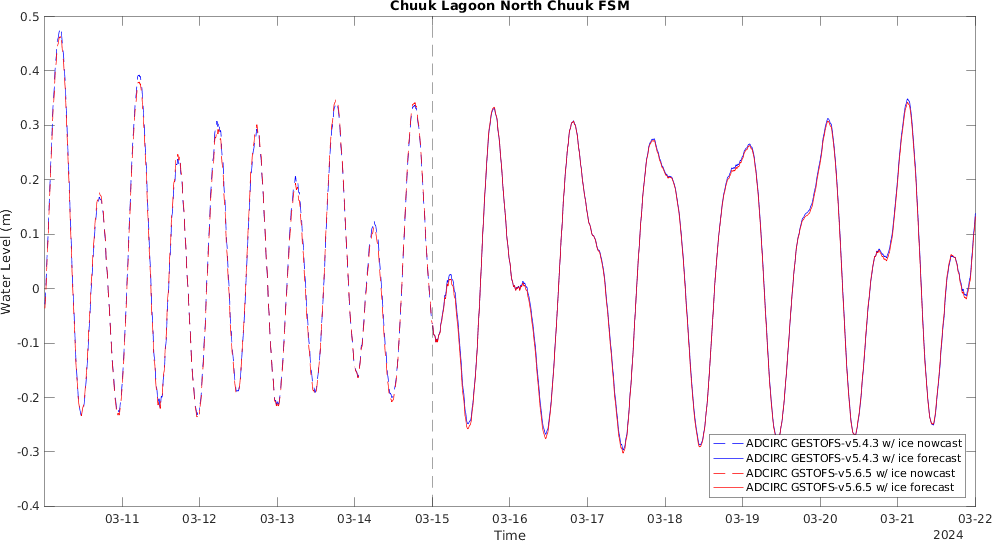 Chuuk Lagoon North Chuuk FSM
0.5
0.4
0.3
0.2
0.1
0
-0.1
-0.2
-0.3
-0.4
Water Level (m)
ADCIRC GESTOFS-v5.4.3 w/ ice nowcast
ADCIRC GESTOFS-v5.4.3 w/ ice forecast
ADCIRC GSTOFS-v5.6.5 w/ ice nowcast
ADCIRC GSTOFS-v5.6.5 w/ ice forecast
03-11 03-12 03-13 03-14 03-15 03-16 03-17 03-18 03-19 03-20 03-21 03-22
Time
2024